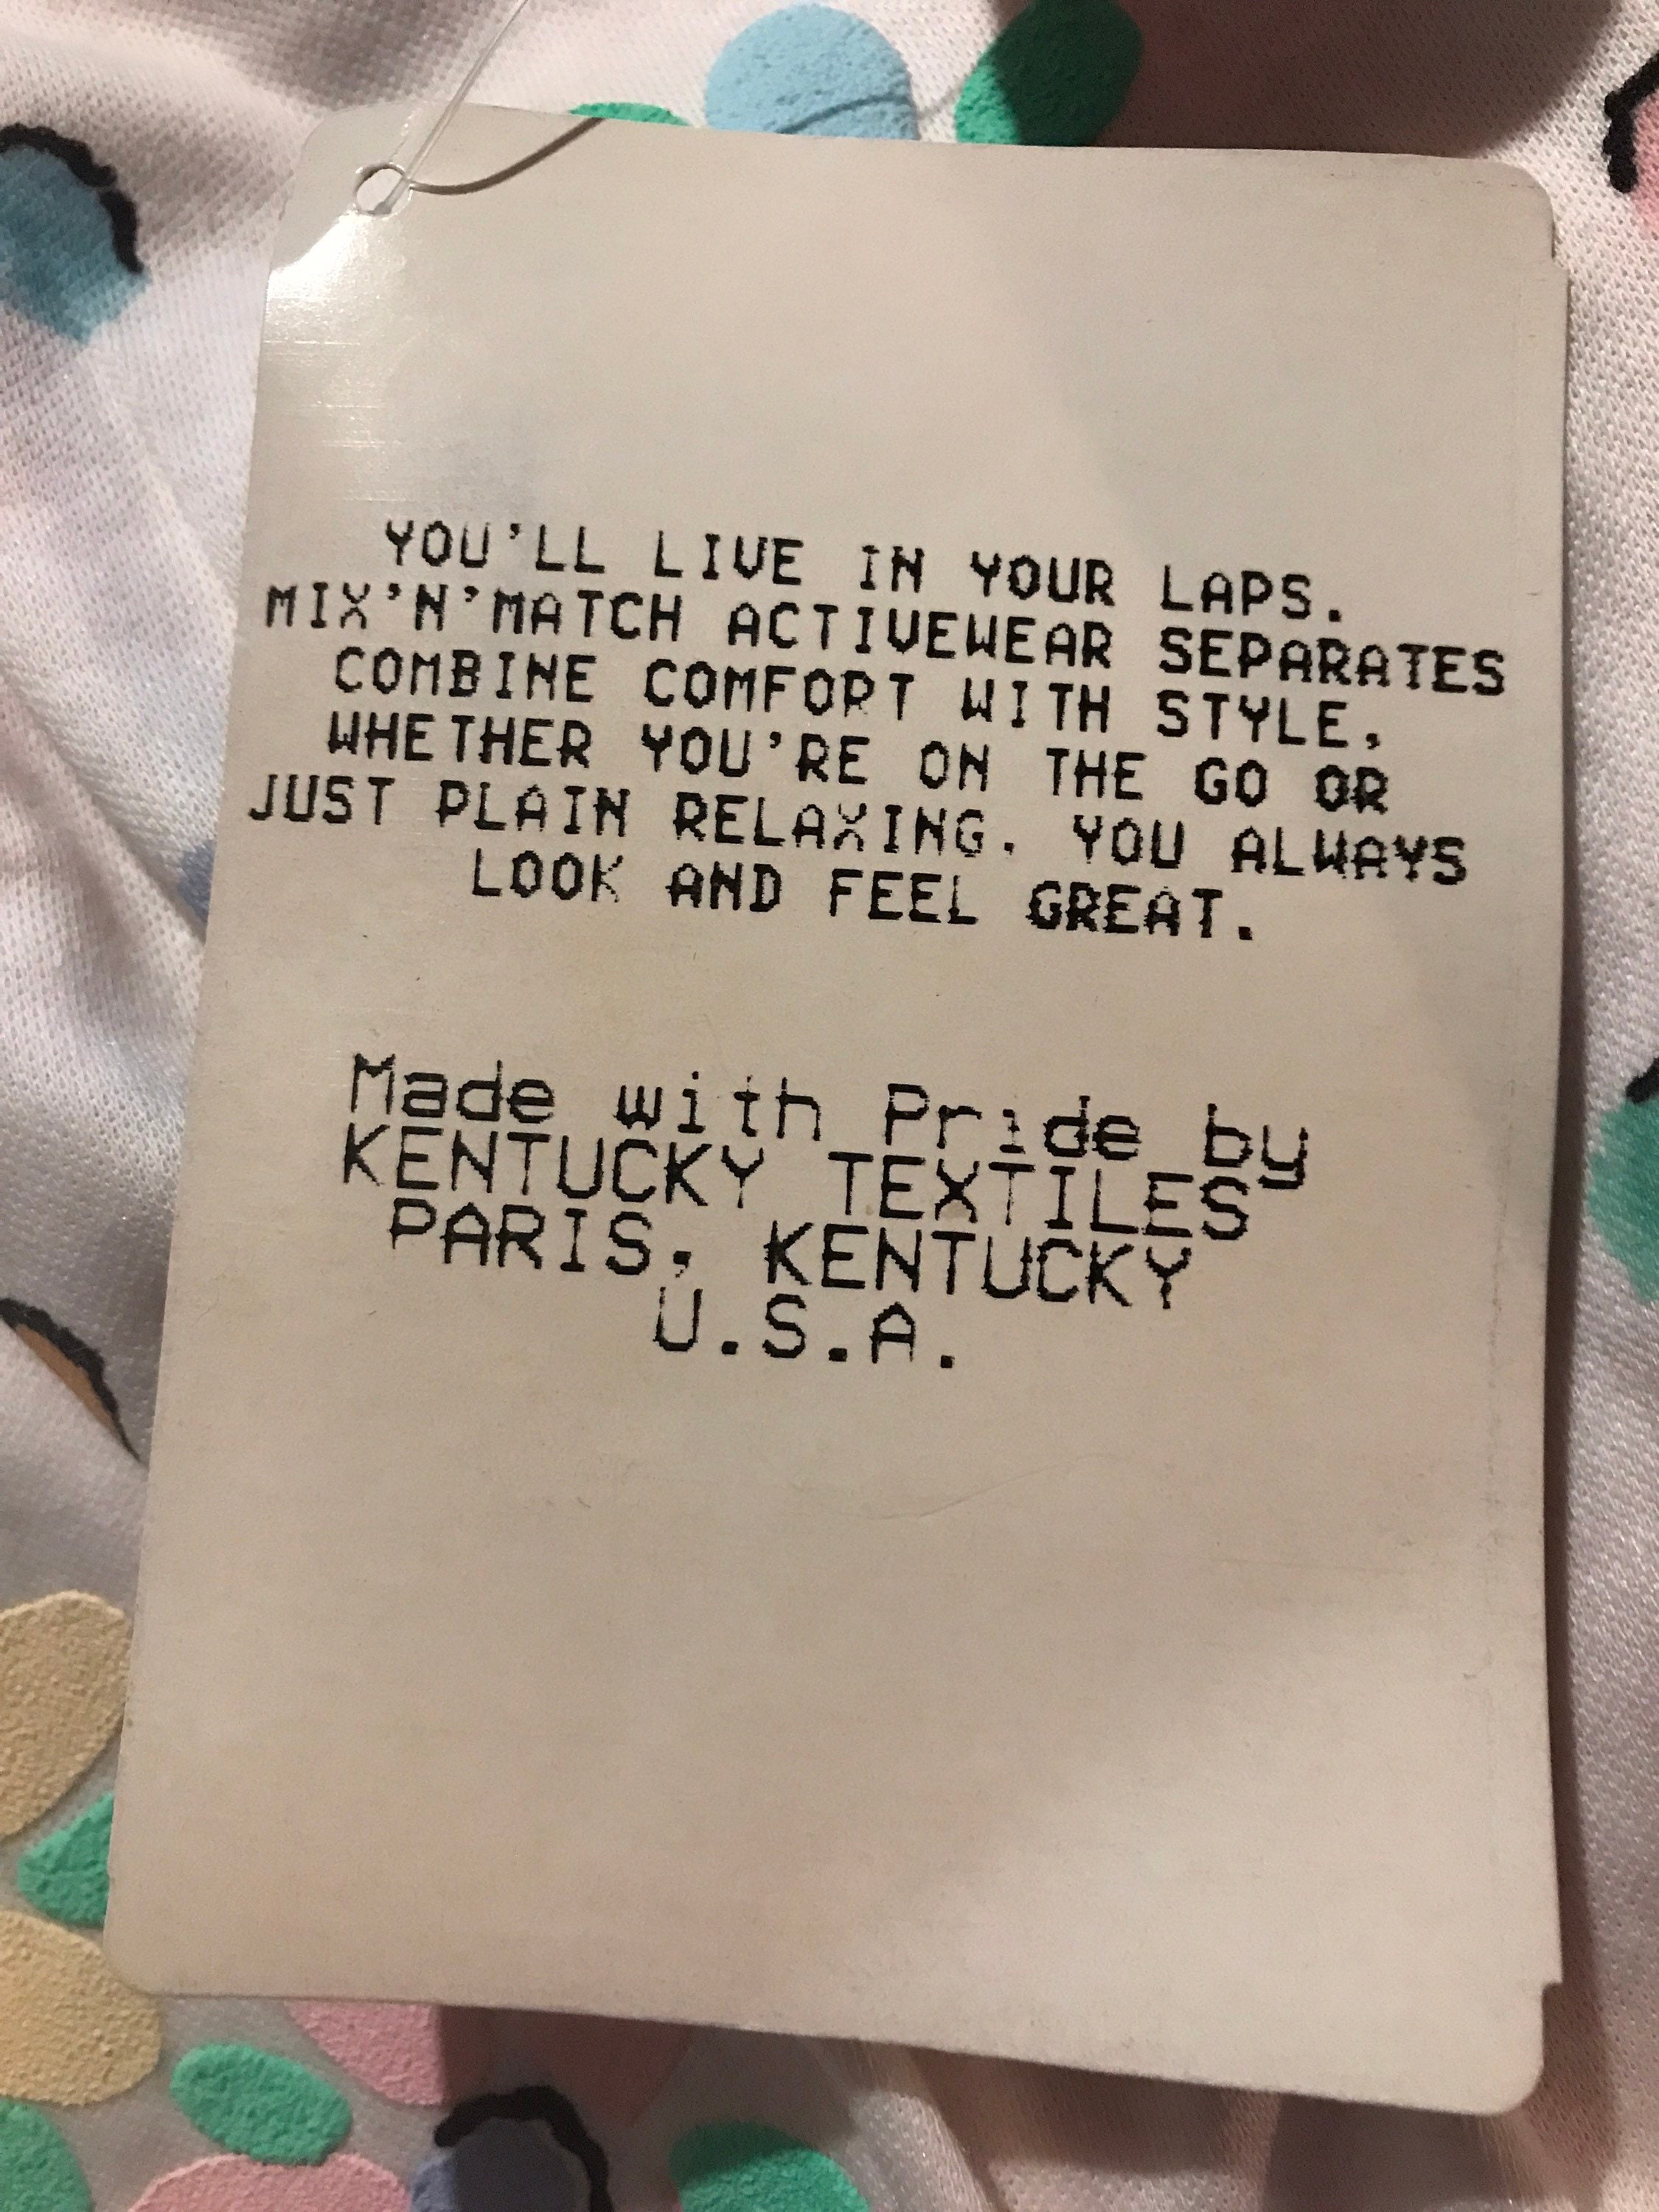 YOU'LL LIVE IN YOUR LAPS.
MIX'N'MATCH ACTIVEWEAR SEPARATES
COMBINE COMFORT WITH STYLE,
WHETHER YOU'RE ON THE GO OR
JUST PLAIN RELAXING. YOU ALWAYS
LOOK AND FEEL GREAT.
Made with Pride by
KENTUCKY TEXTILES
PARIS, KENTUCKY
U.S.A.